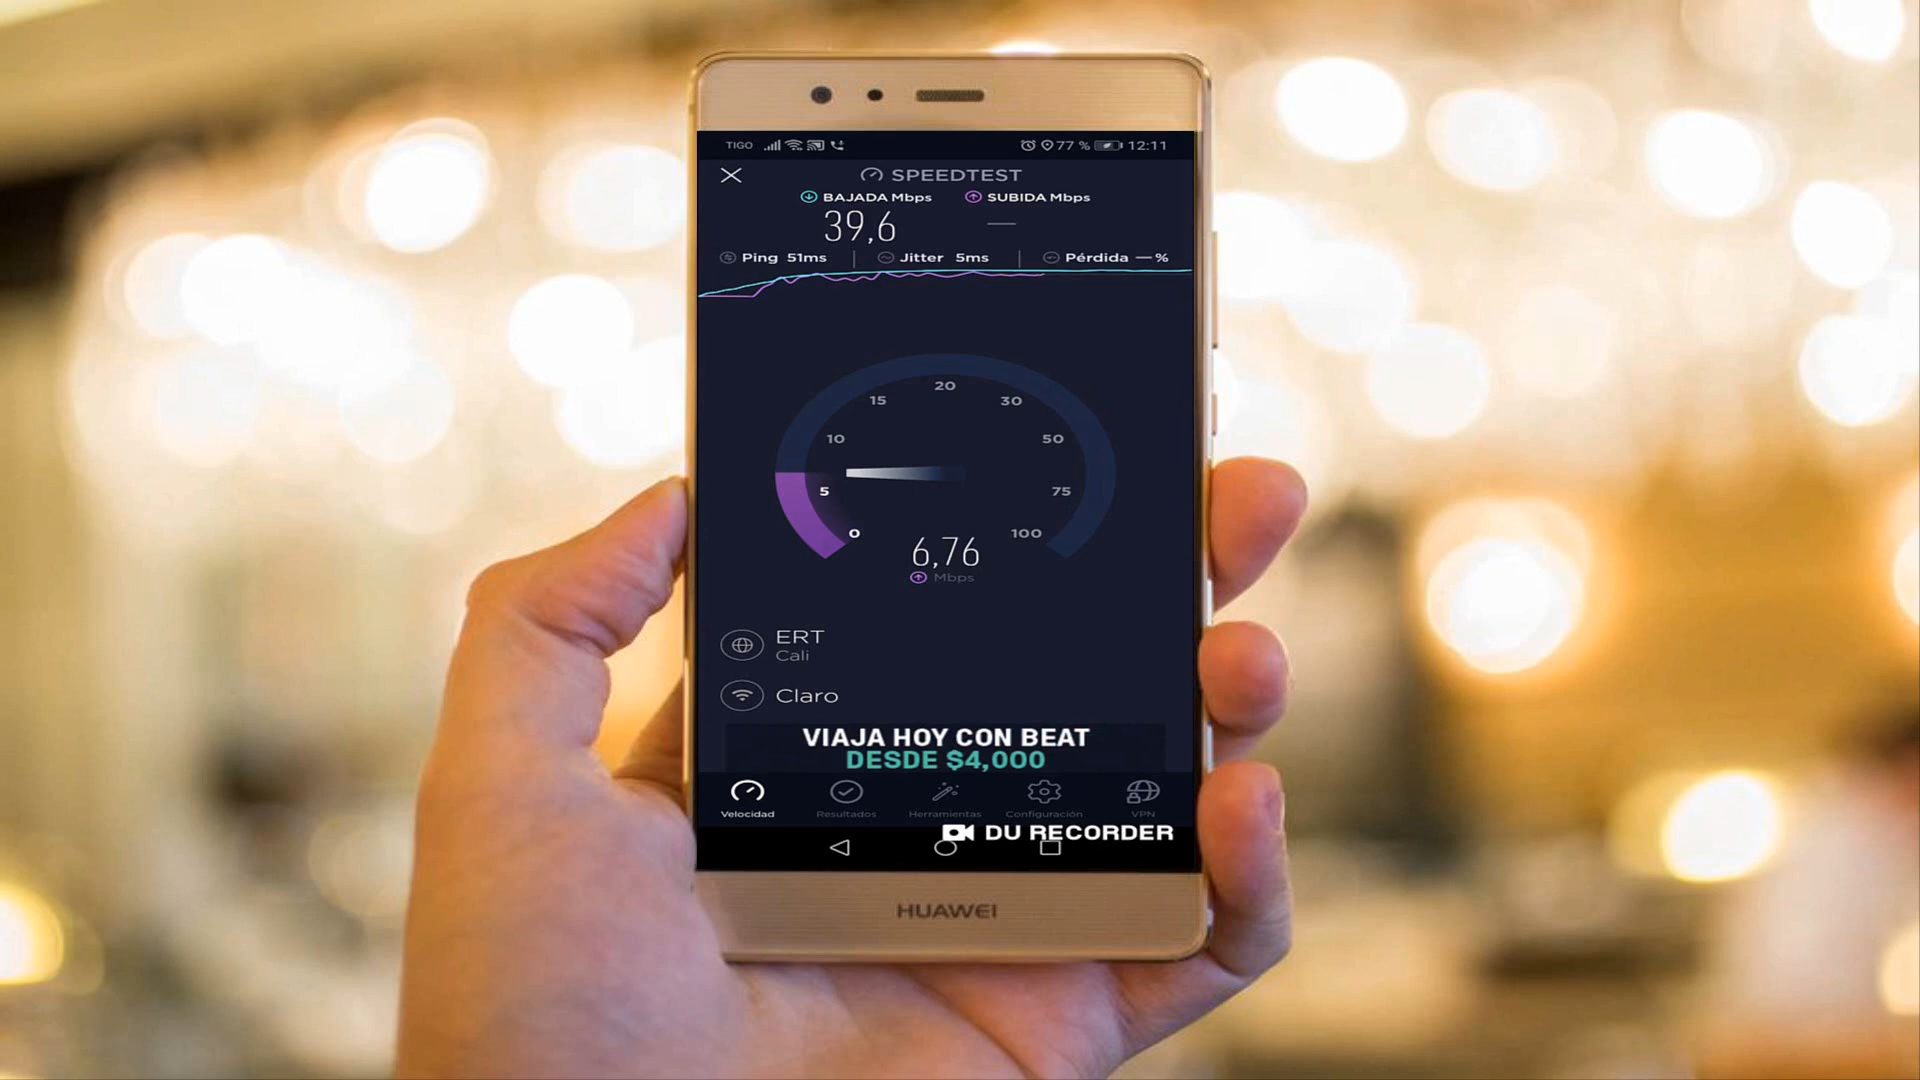 TIGO 77 % 12:11
SPEEDTEST
BAJADA Mbps SUBIDA Mbps
39,6 —
Ping 51ms Jitter 5ms Pérdida — %
20
15 30
10 50
5 75
0 100
6,76
Mbps
ERT
Cali
Claro
VIAJA HOY CON BEAT
DESDE $4,000
Velocidad Resultados Herramientas Configuración VPN
DU RECORDER
HUAWEI